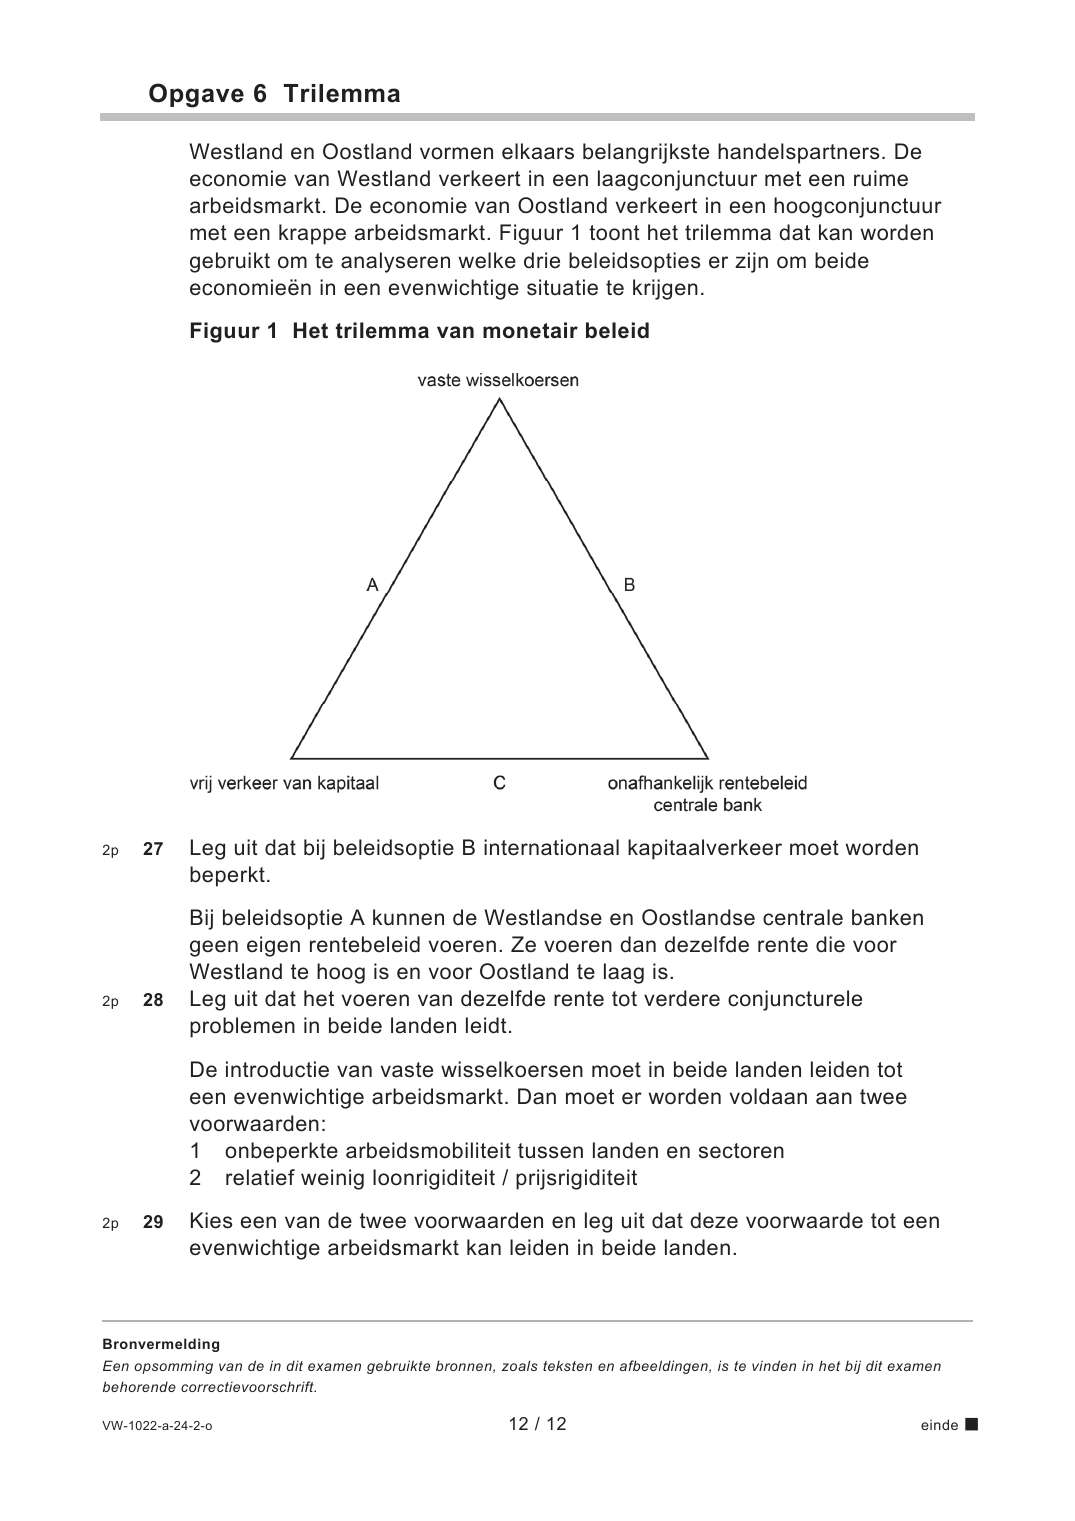 Opgave 6 Trilemma
Westland en Oostland vormen elkaars belangrijkste handelspartners. De
economie van Westland verkeert in een laagconjunctuur met een ruime
arbeidsmarkt. De economie van Oostland verkeert in een hoogconjunctuur
met een krappe arbeidsmarkt. Figuur 1 toont het trilemma dat kan worden
gebruikt om te analyseren welke drie beleidsopties er zijn om beide
economieën in een evenwichtige situatie te krijgen.
Figuur 1 Het trilemma van monetair beleid
vaste wisselkoersen
A B
vrij verkeer van kapitaal C onafhankelijk rentebeleid
centrale bank
2p 27 Leg uit dat bij beleidsoptie B internationaal kapitaalverkeer moet worden
beperkt.
Bij beleidsoptie A kunnen de Westlandse en Oostlandse centrale banken
geen eigen rentebeleid voeren. Ze voeren dan dezelfde rente die voor
Westland te hoog is en voor Oostland te laag is.
2p 28 Leg uit dat het voeren van dezelfde rente tot verdere conjuncturele
problemen in beide landen leidt.
De introductie van vaste wisselkoersen moet in beide landen leiden tot
een evenwichtige arbeidsmarkt. Dan moet er worden voldaan aan twee
voorwaarden:
1 onbeperkte arbeidsmobiliteit tussen landen en sectoren
2 relatief weinig loonrigiditeit / prijsrigiditeit
2p 29 Kies een van de twee voorwaarden en leg uit dat deze voorwaarde tot een
evenwichtige arbeidsmarkt kan leiden in beide landen.
Bronvermelding
Een opsomming van de in dit examen gebruikte bronnen, zoals teksten en afbeeldingen, is te vinden in het bij dit examen
behorende correctievoorschrift.
VW-1022-a-24-2-o 12 / 12 einde ■